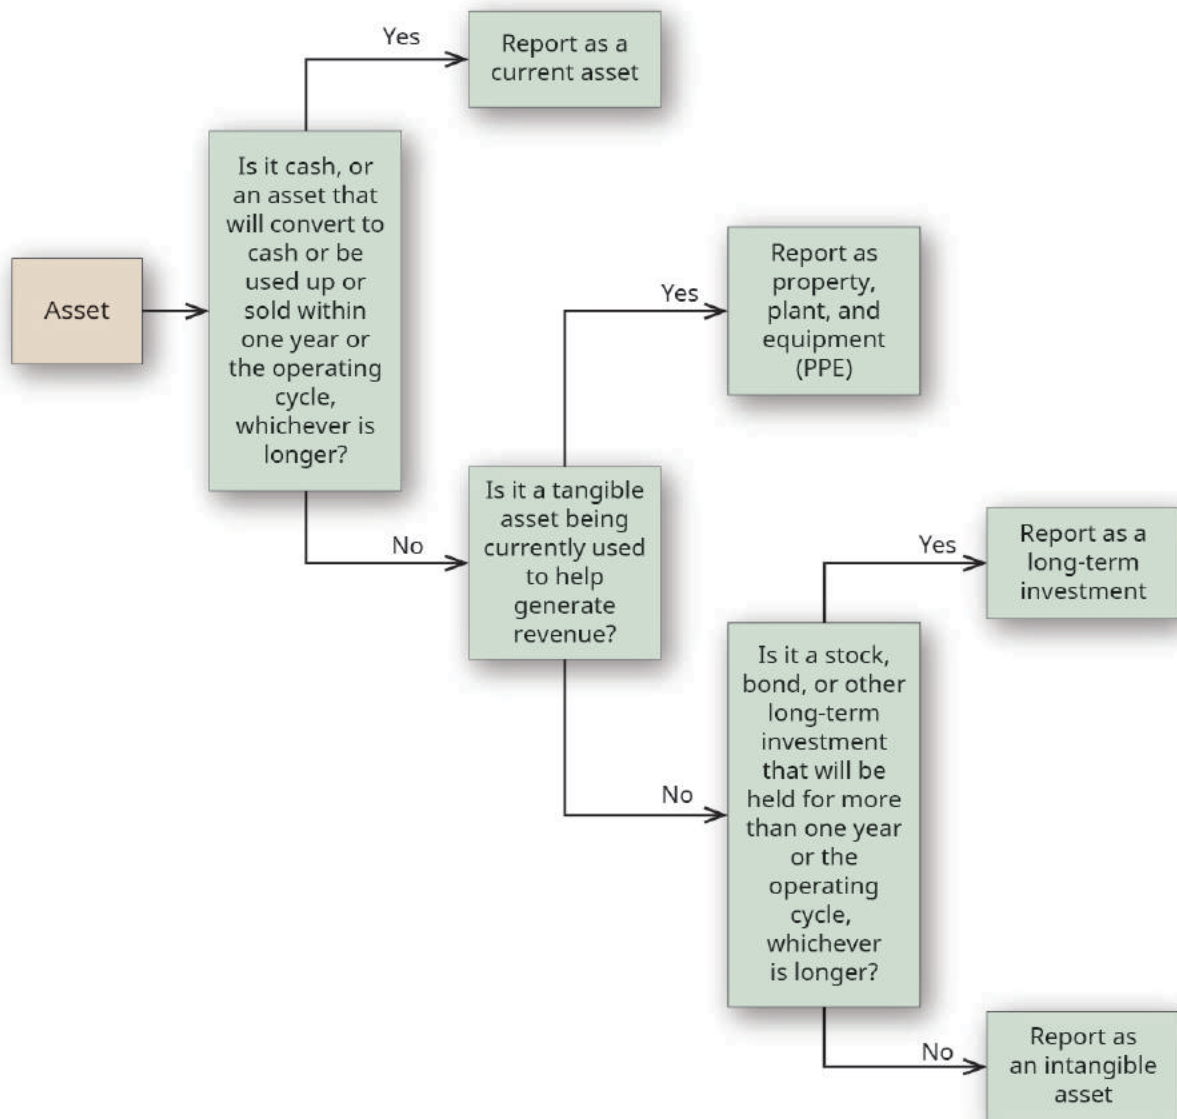 Yes
Report as a
current asset
Is it cash, or
an asset that
will convert to
cash or be
used up or
sold within
one year or
the operating
cycle,
whichever is
longer?
Asset
Yes
Report as
property,
plant, and
equipment
(PPE)
No
Is it a tangible
asset being
currently used
to help
generate
revenue?
Yes
Report as a
long-term
investment
No
Is it a stock,
bond, or other
long-term
investment
that will be
held for more
than one year
or the
operating
cycle,
whichever
is longer?
No
Report as
an intangible
asset